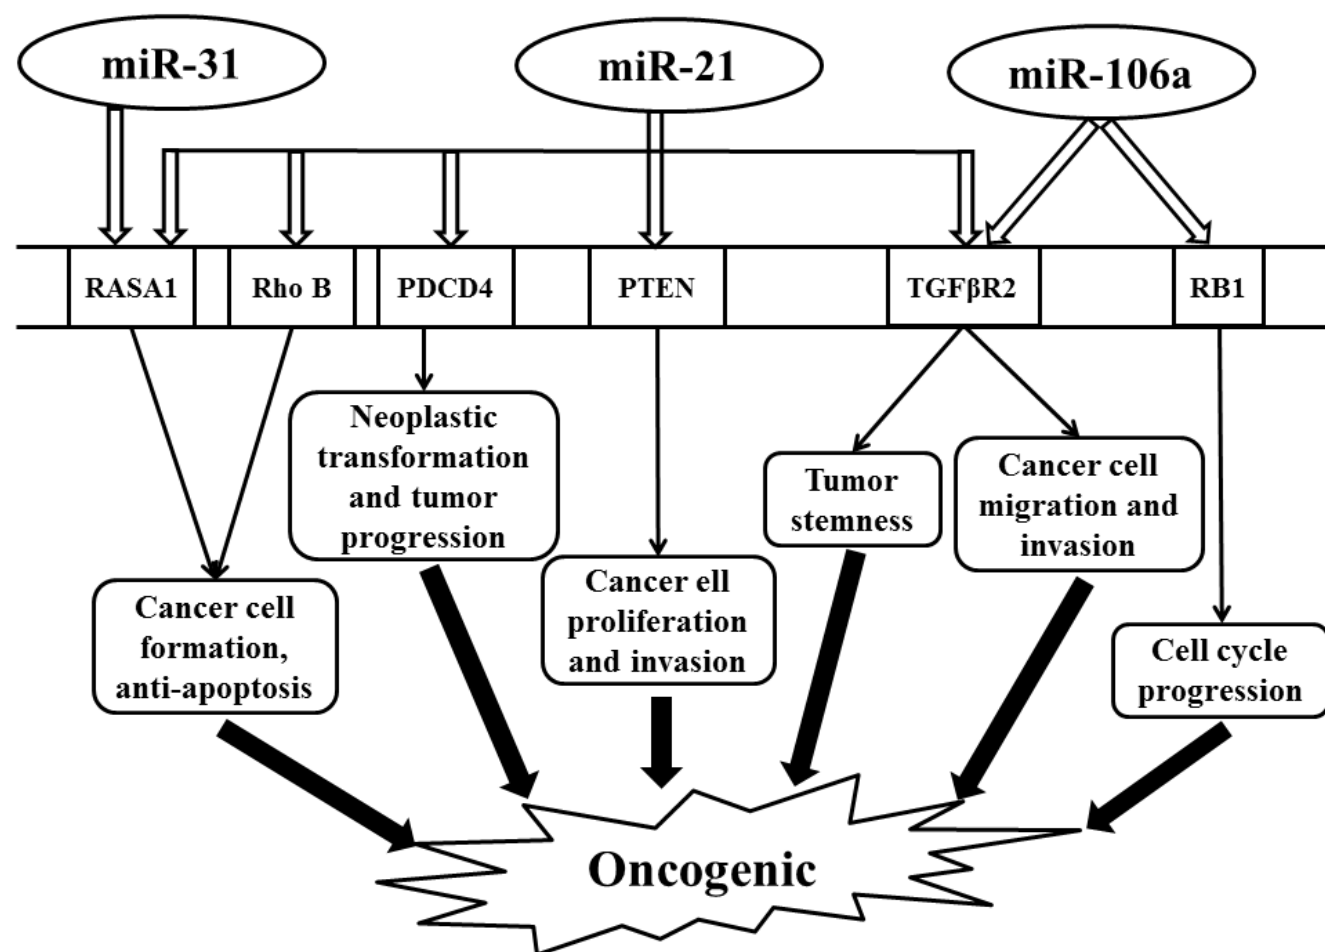 miR-31
miR-21
miR-106a
RASA1
Rho B
PDCD4
PTEN
TGFβR2
RB1
Neoplastic
transformation
and tumor
progression
Tumor
stemness
Cancer cell
migration and
invasion
Cancer cell
formation,
anti-apoptosis
Cancer ell
proliferation
and invasion
Cell cycle
progression
Oncogenic